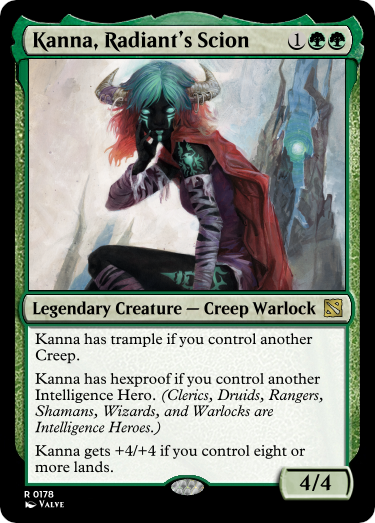 Kanna, Radiant's Scion 1
Legendary Creature — Creep Warlock
Kanna has trample if you control another
Creep.
Kanna has hexproof if you control another
Intelligence Hero. (Clerics, Druids, Rangers,
Shamans, Wizards, and Warlocks are
Intelligence Heroes.)
Kanna gets +4/+4 if you control eight or
more lands.
4/4
R 0178
Valve